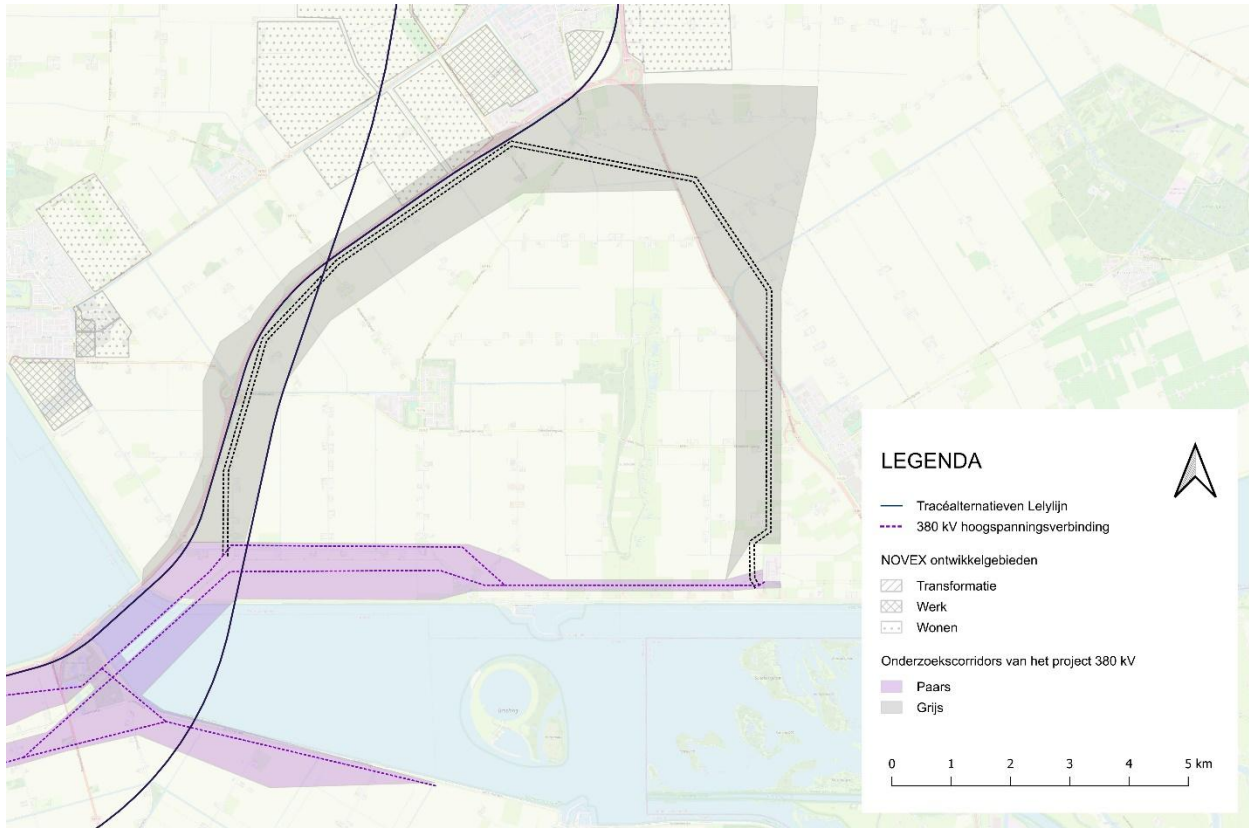 LEGENDA
Tracéalternatieven Lelylijn
380 kV hoogspanningsverbinding
NOVEX ontwikkelgebieden
Transformatie
Werk
Wonen
Onderzoekscorridors van het project 380 kV
Paars
Grijs
0 1 2 3 4 5 km